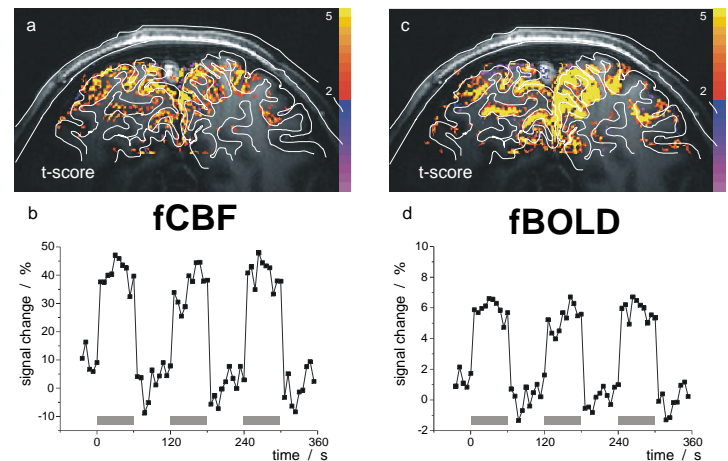 a
5
2
t-score
c
5
2
t-score
b
fCBF
signal change / %
50
40
30
20
10
0
-10
0
120
240
360
time / s
d
fBOLD
signal change / %
10
8
6
4
2
0
-2
0
120
240
360
time / s